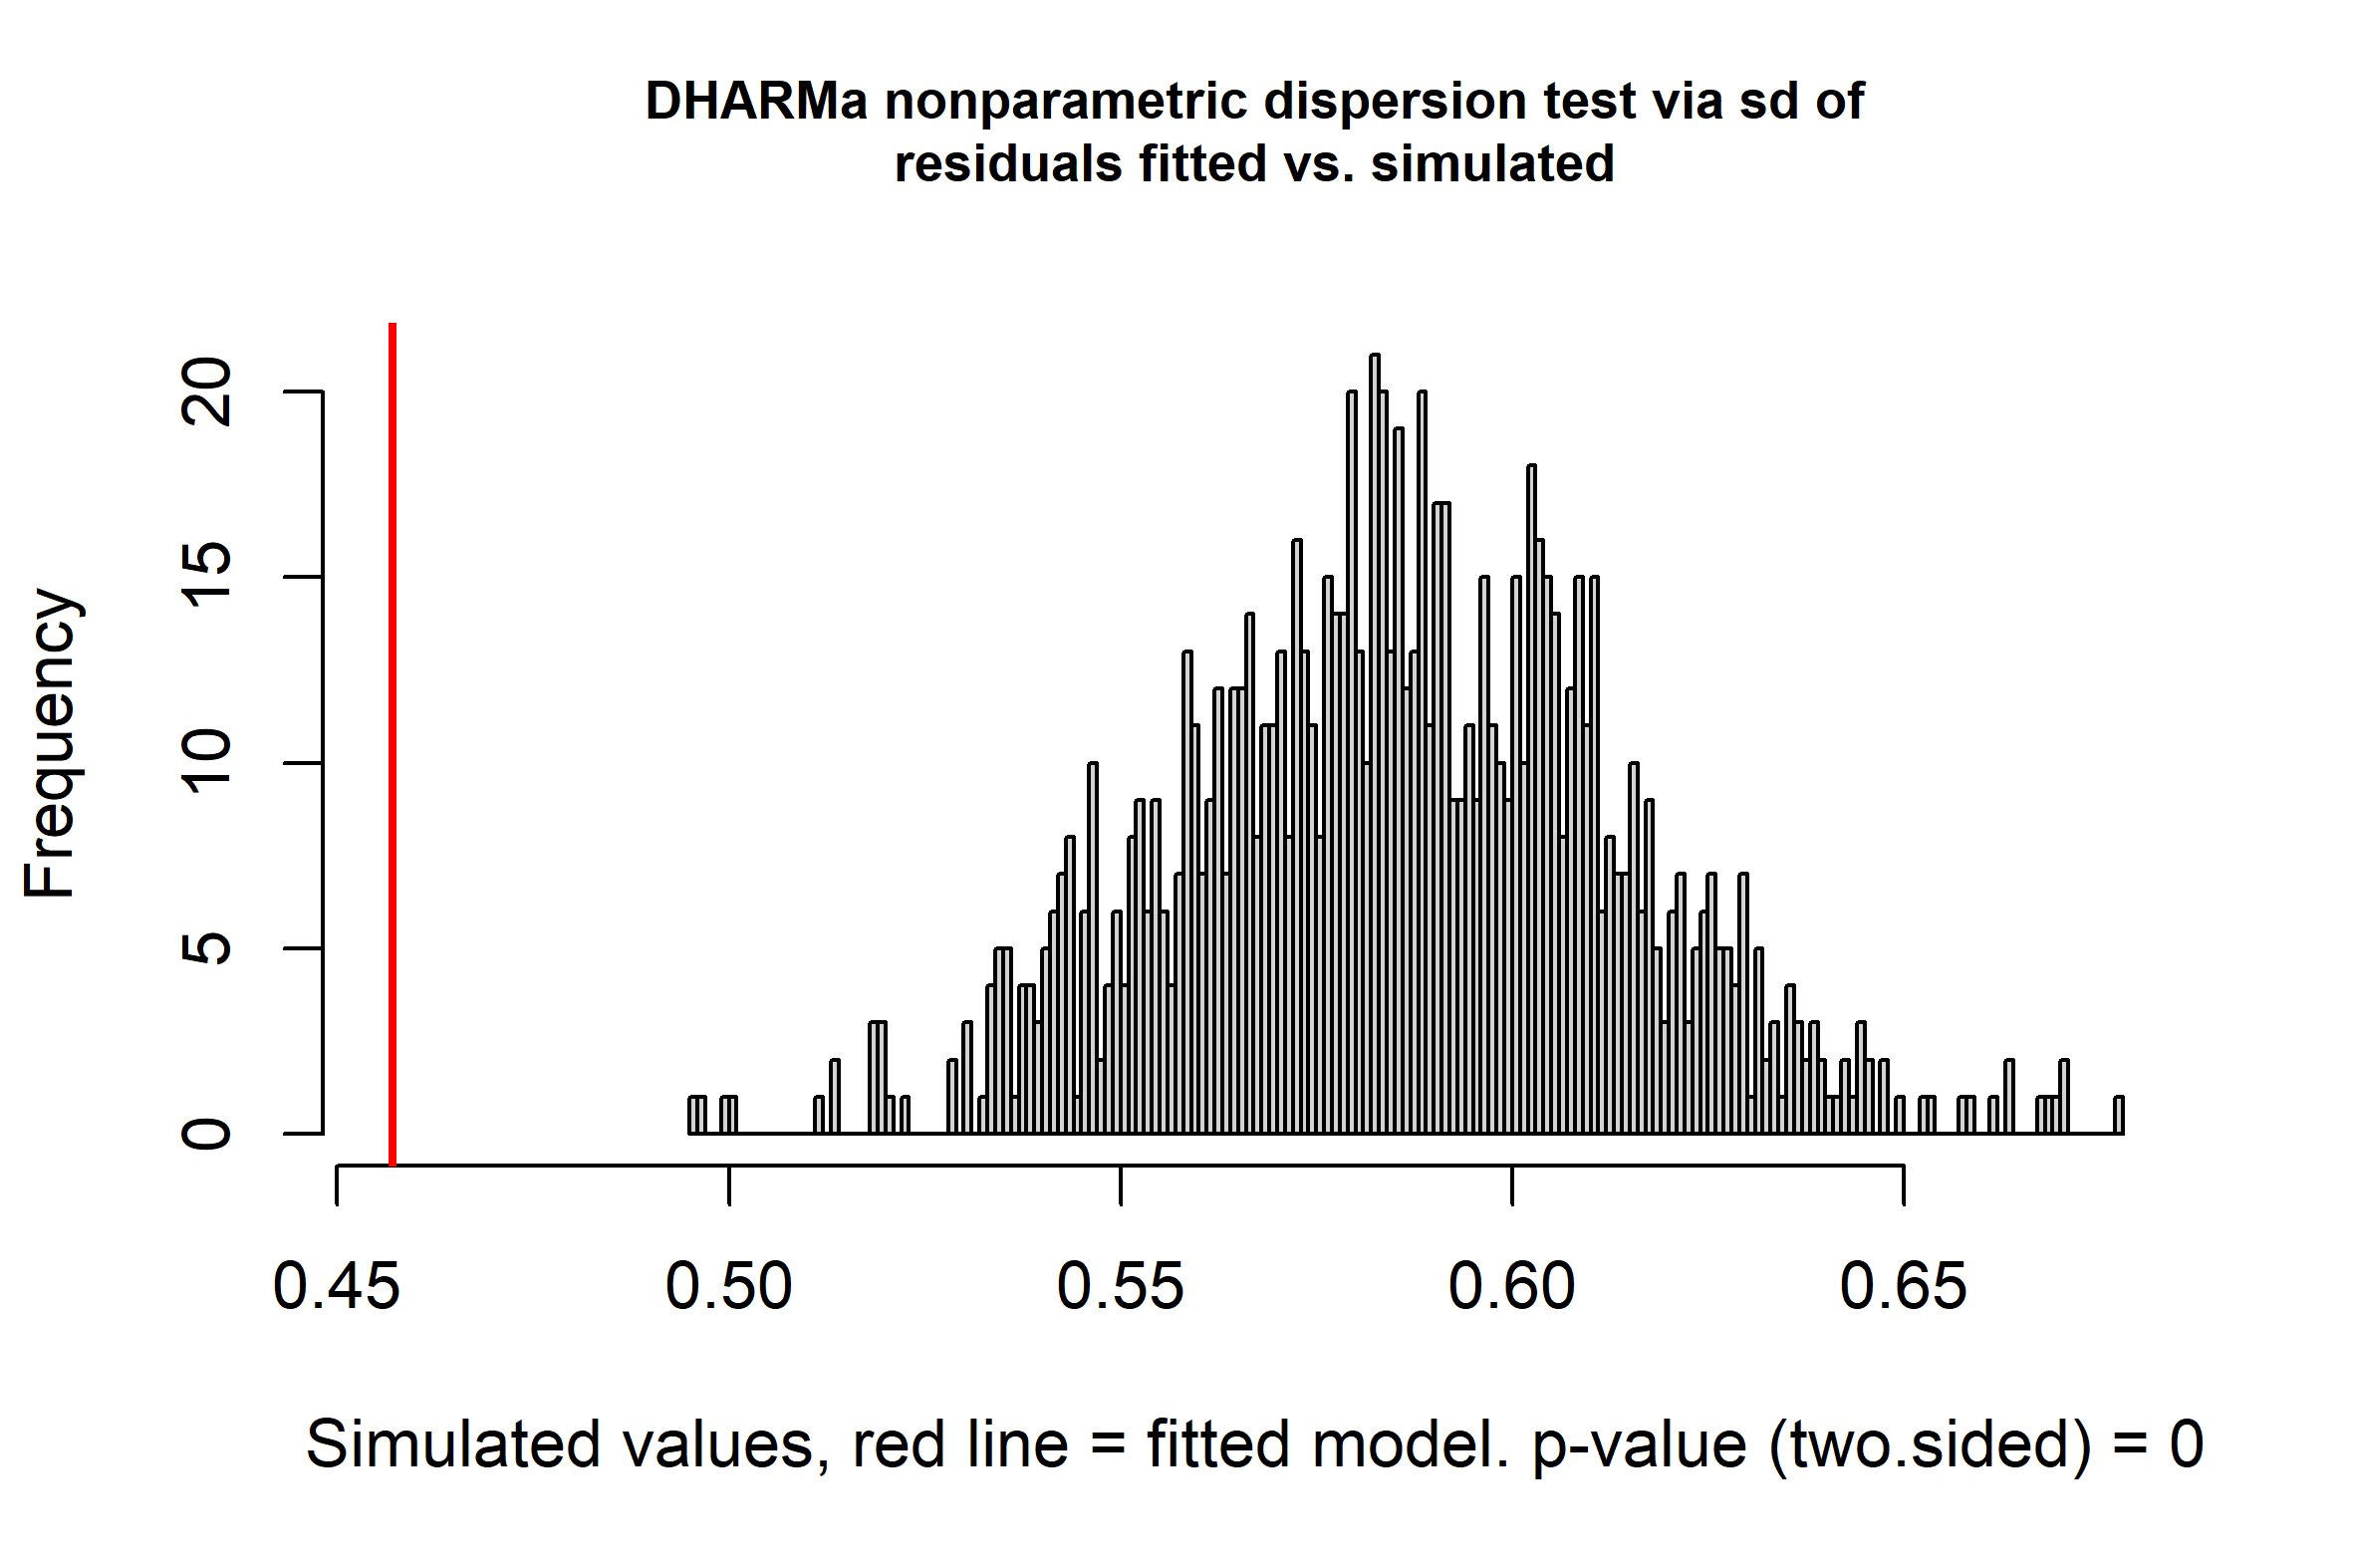 DHARMa nonparametric dispersion test via sd of
residuals fitted vs. simulated
Frequency
20
15
10
5
0
0.45 0.50 0.55 0.60 0.65
Simulated values, red line = fitted model. p-value (two.sided) = 0